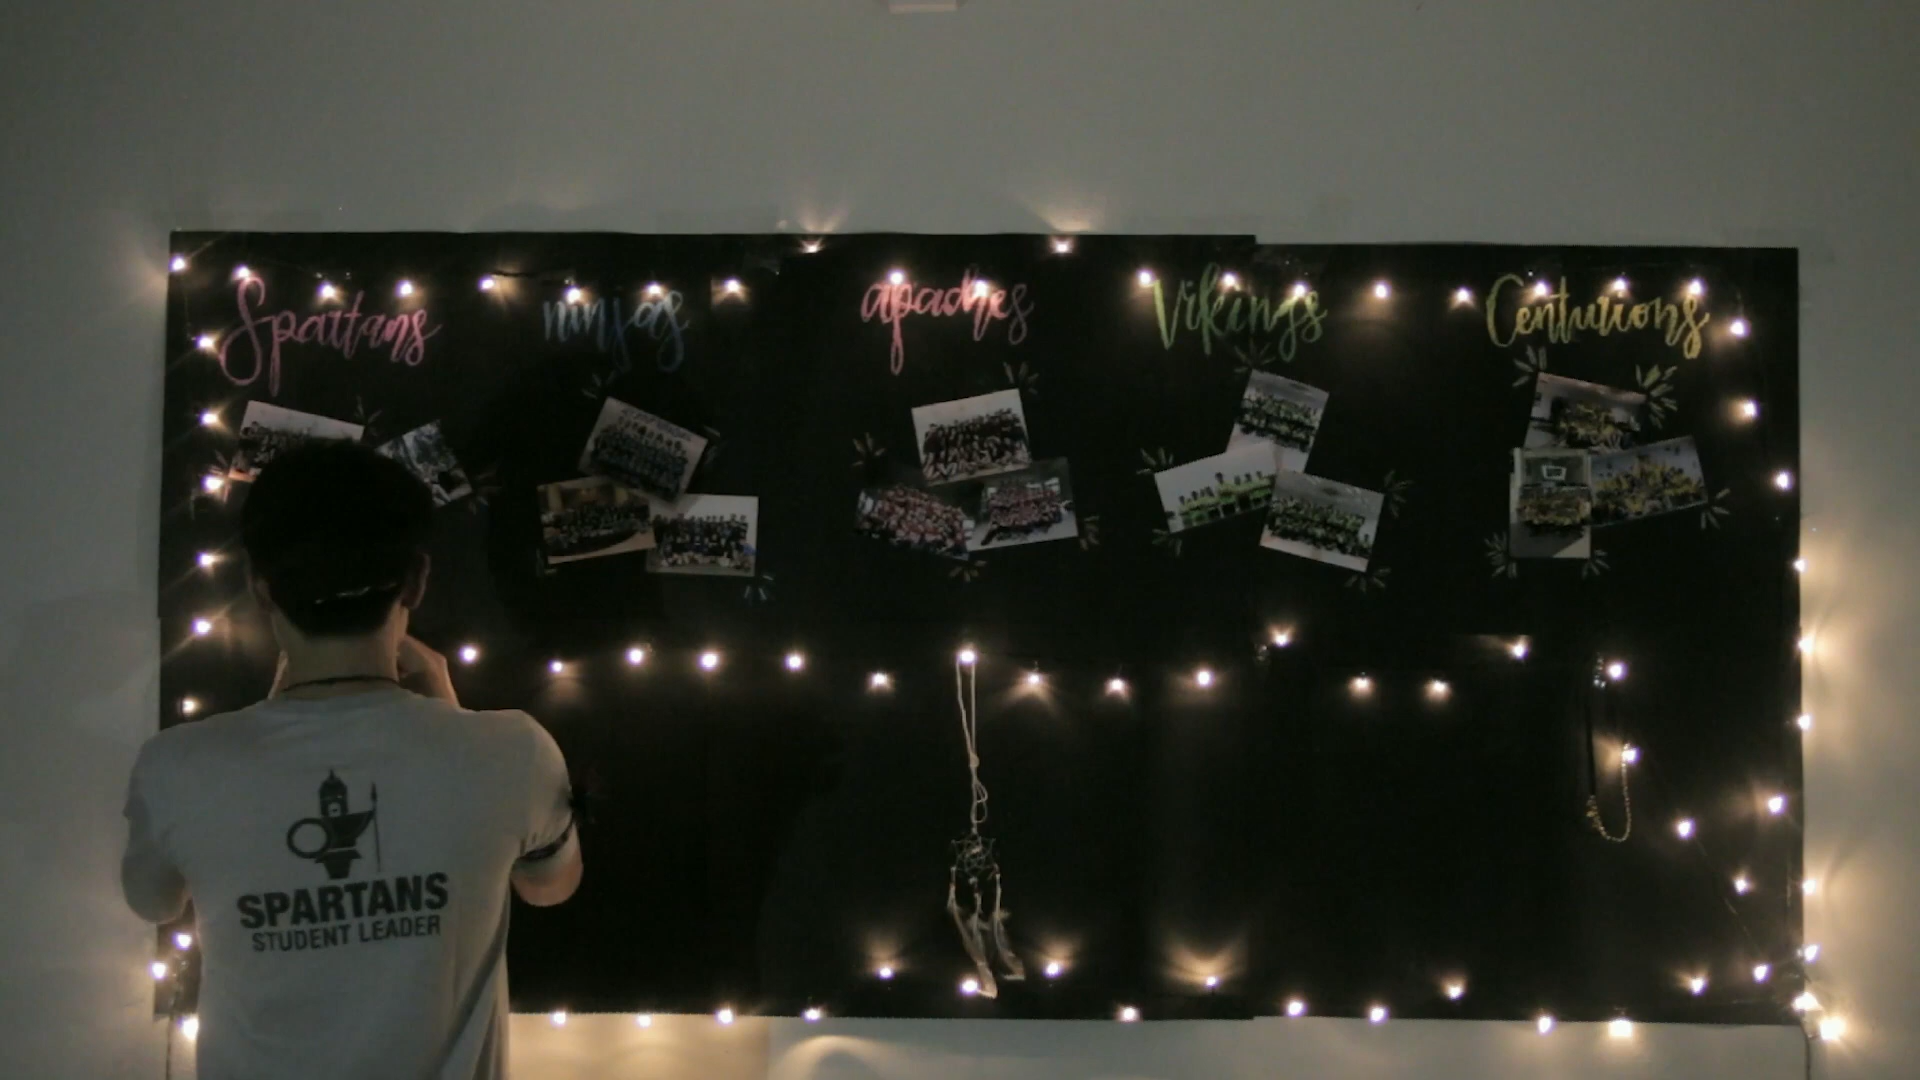 Spartans
ninjas
apaches
Vikings
Centurions
SPARTANS
STUDENT LEADER